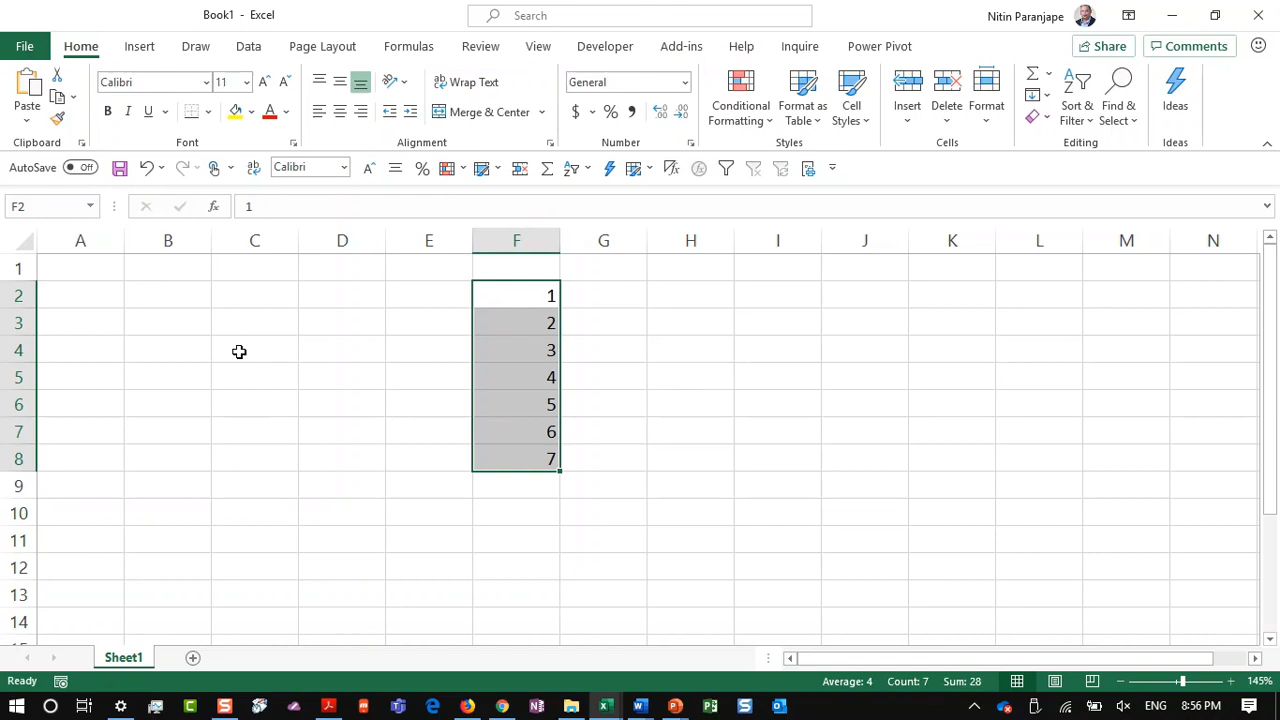 Book1 - Excel
Search
Nitin Paranjape
File Home Insert Draw Data Page Layout Formulas Review View Developer Add-ins Help Inquire Power Pivot Share Comments
Paste
Calibri 11
B I U
Wrap Text
Merge & Center
General
$ % ,
Conditional Formatting
Format as Table
Cell Styles
Insert
Delete
Format
Sort & Filter
Find & Select
Ideas
Clipboard Font Alignment Number Styles Cells Editing Ideas
AutoSave Off Calibri
F2 fx 1
A B C D E F G H I J K L M N
1
2 1
3 2
4 3
5 4
6 5
7 6
8 7
9
10
11
12
13
14
Sheet1
Ready Average: 4 Count: 7 Sum: 28 145%
ENG 8:56 PM